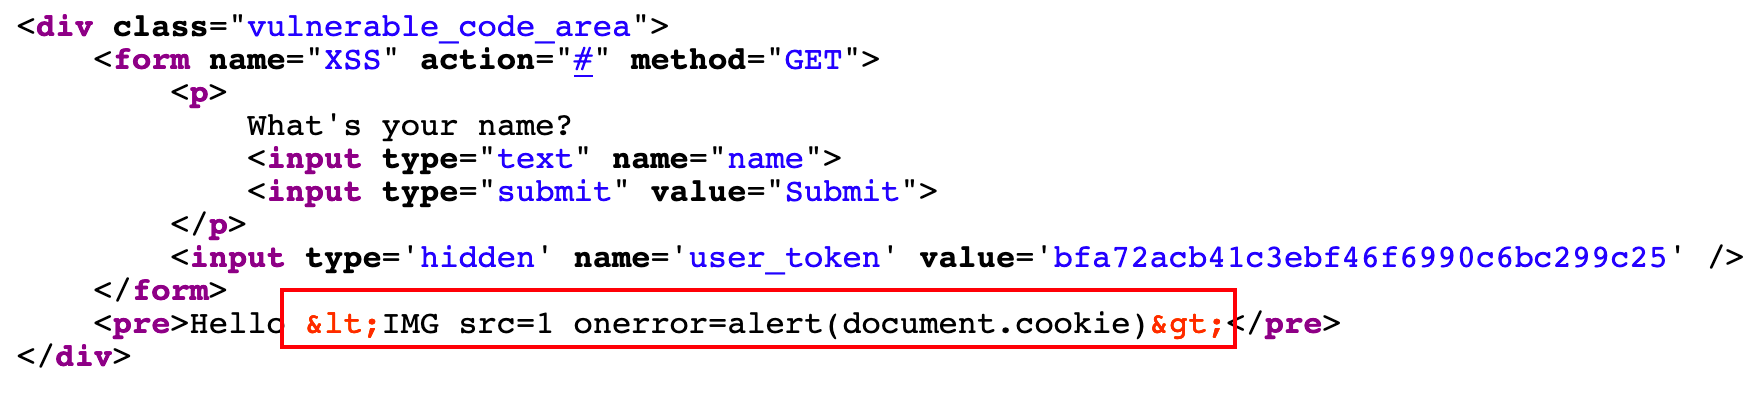 <div class="vulnerable_code_area">
<form name="XSS" action="#" method="GET">
<p>
What's your name?
<input type="text" name="name">
<input type="submit" value="Submit">
</p>
<input type='hidden' name='user_token' value='bfa72acb41c3ebf46f6990c6bc299c25' />
</form>
<pre>Hello &lt;IMG src=1 onerror=alert(document.cookie)&gt;</pre>
</div>